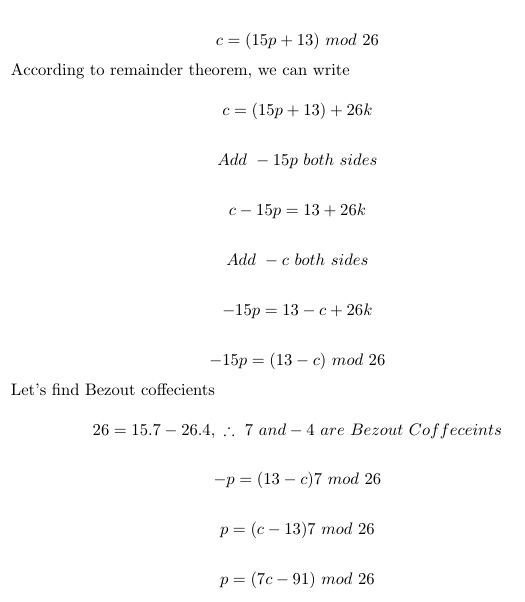 c = (15p + 13) mod 26
According to remainder theorem, we can write
c = (15p + 13) + 26k
Add − 15p both sides
c − 15p = 13 + 26k
Add − c both sides
−15p = 13 − c + 26k
−15p = (13 − c) mod 26
Let's find Bezout coffecients
26 = 15.7 − 26.4, ∴ 7 and − 4 are Bezout Coffeceints
−p = (13 − c)7 mod 26
p = (c − 13)7 mod 26
p = (7c − 91) mod 26